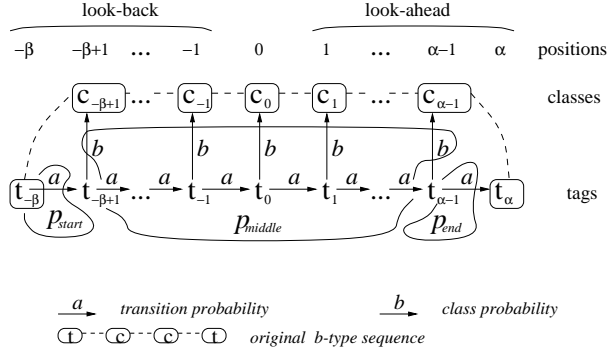 look-back look-ahead
−β −β+1 ... −1 0 1 ... α−1 α positions
c−β+1 ... c−1 c0 c1 ... cα−1 classes
b b b b b
a a a a a a a a
t−β t−β+1 ... t−1 t0 t1 ... tα−1 tα tags
pstart pmiddle pend
a transition probability b class probability
t c c t original b-type sequence